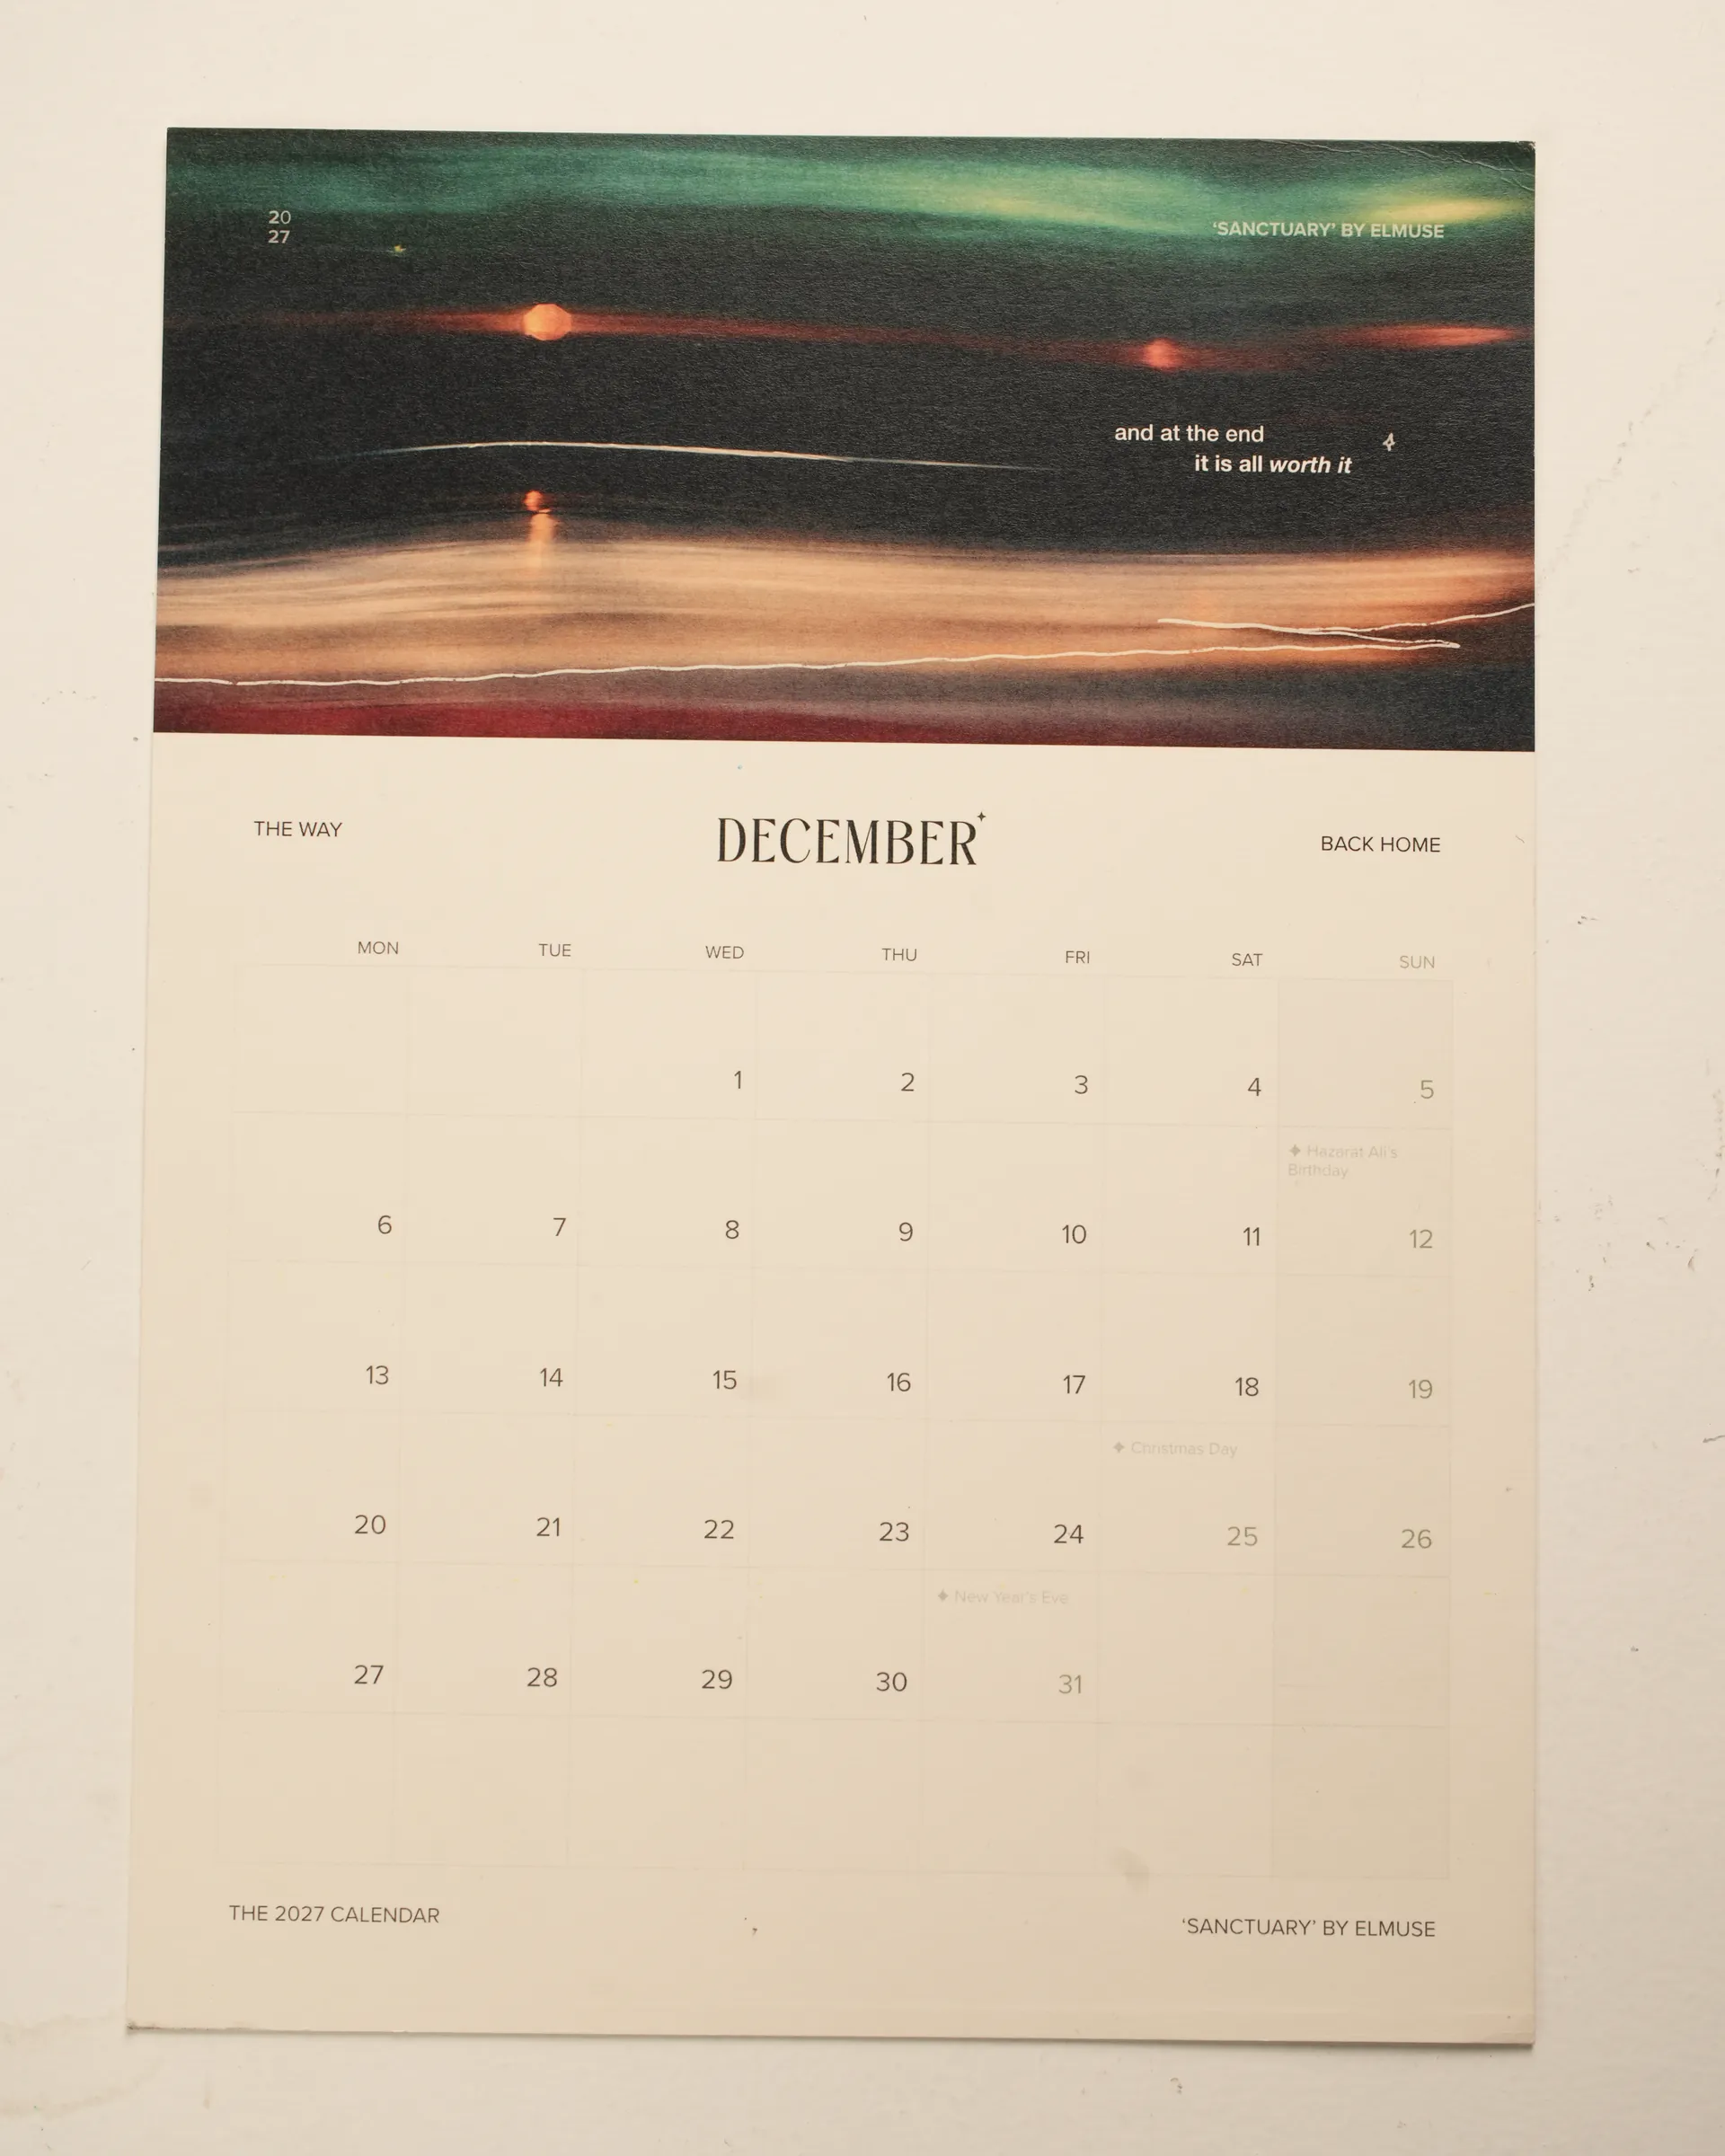 20
27
‘SANCTUARY’ BY ELMUSE
and at the end
it is all worth it
THE WAY
DECEMBER
BACK HOME
MON TUE WED THU FRI SAT SUN
1 2 3 4 5
✦ Hazarat Ali's
Birthday
6 7 8 9 10 11 12
13 14 15 16 17 18 19
✦ Christmas Day
20 21 22 23 24 25 26
✦ New Year's Eve
27 28 29 30 31
THE 2027 CALENDAR
‘SANCTUARY’ BY ELMUSE